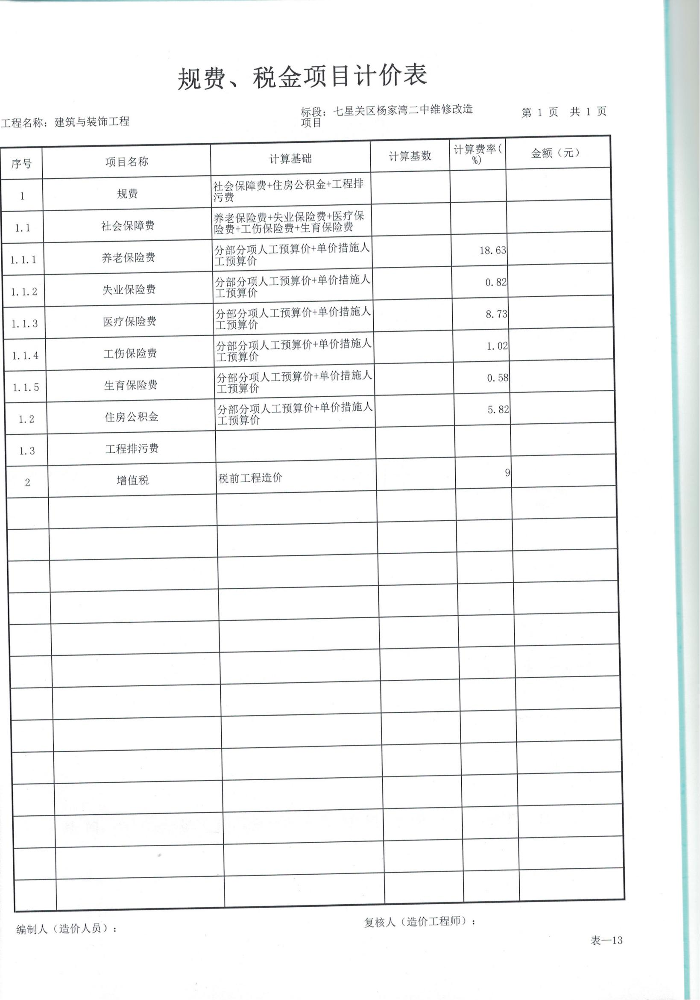 规费、税金项目计价表
工程名称：建筑与装饰工程
标段：七星关区杨家湾二中维修改造
项目
第 1 页 共 1 页
序号 项目名称 计算基础 计算基数 计算费率(
%) 金额（元）
1 规费 社会保障费+住房公积金+工程排
污费
1.1 社会保障费 养老保险费+失业保险费+医疗保
险费+工伤保险费+生育保险费
1.1.1 养老保险费 分部分项人工预算价+单价措施人
工预算价 18.63
1.1.2 失业保险费 分部分项人工预算价+单价措施人
工预算价 0.82
1.1.3 医疗保险费 分部分项人工预算价+单价措施人
工预算价 8.73
1.1.4 工伤保险费 分部分项人工预算价+单价措施人
工预算价 1.02
1.1.5 生育保险费 分部分项人工预算价+单价措施人
工预算价 0.58
1.2 住房公积金 分部分项人工预算价+单价措施人
工预算价 5.82
1.3 工程排污费
2 增值税 税前工程造价 9
编制人（造价人员）：
复核人（造价工程师）：
表—13